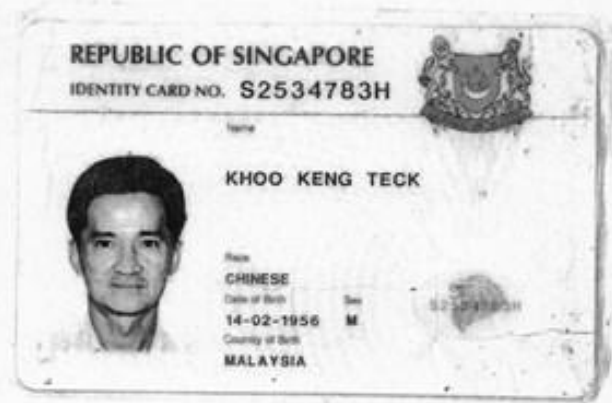 REPUBLIC OF SINGAPORE
IDENTITY CARD NO. S2534783H
Name
KHOO KENG TECK
Race
CHINESE
Date of Birth Sex
14-02-1956 M
Country of Birth
MALAYSIA